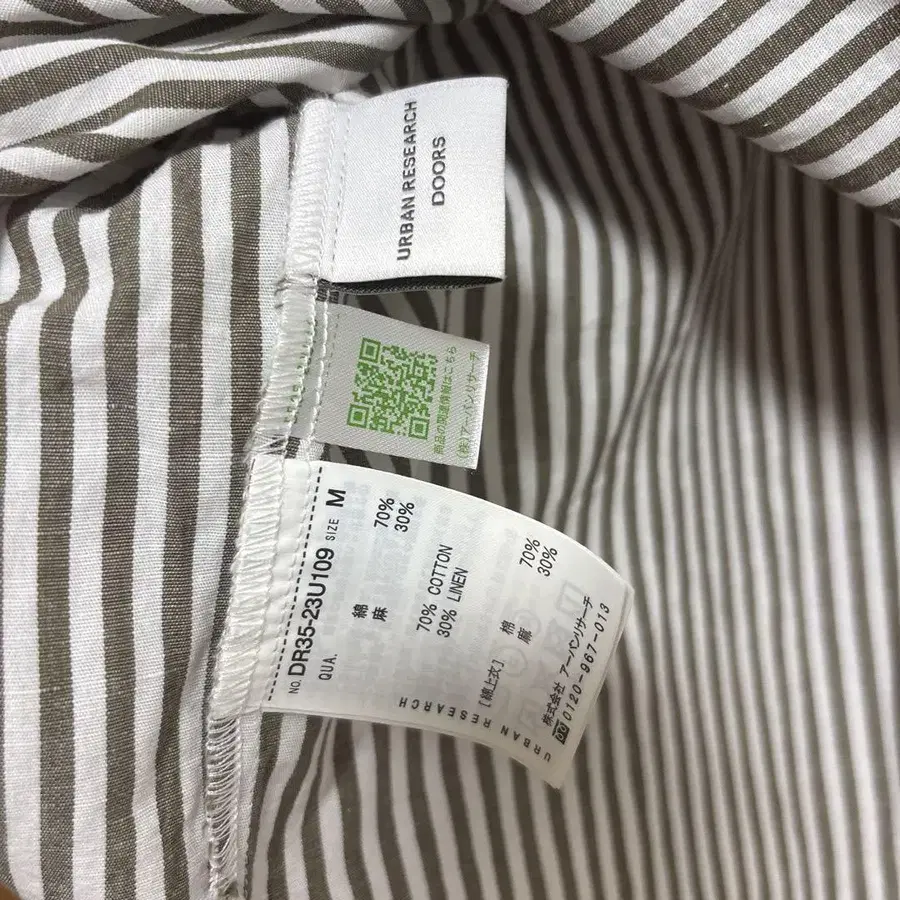 URBAN RESEARCH
DOORS
商品の関連情報はこちら
(株)アーバンリサーチ
NO. DR35-23U109 SIZE M
QUA.
綿 70%
麻 30%
70% COTTON
30% LINEN
棉 70%
麻 30%
[綿上衣]
URBAN RESEARCH
株式会社 アーバンリサーチ
0120-967-013